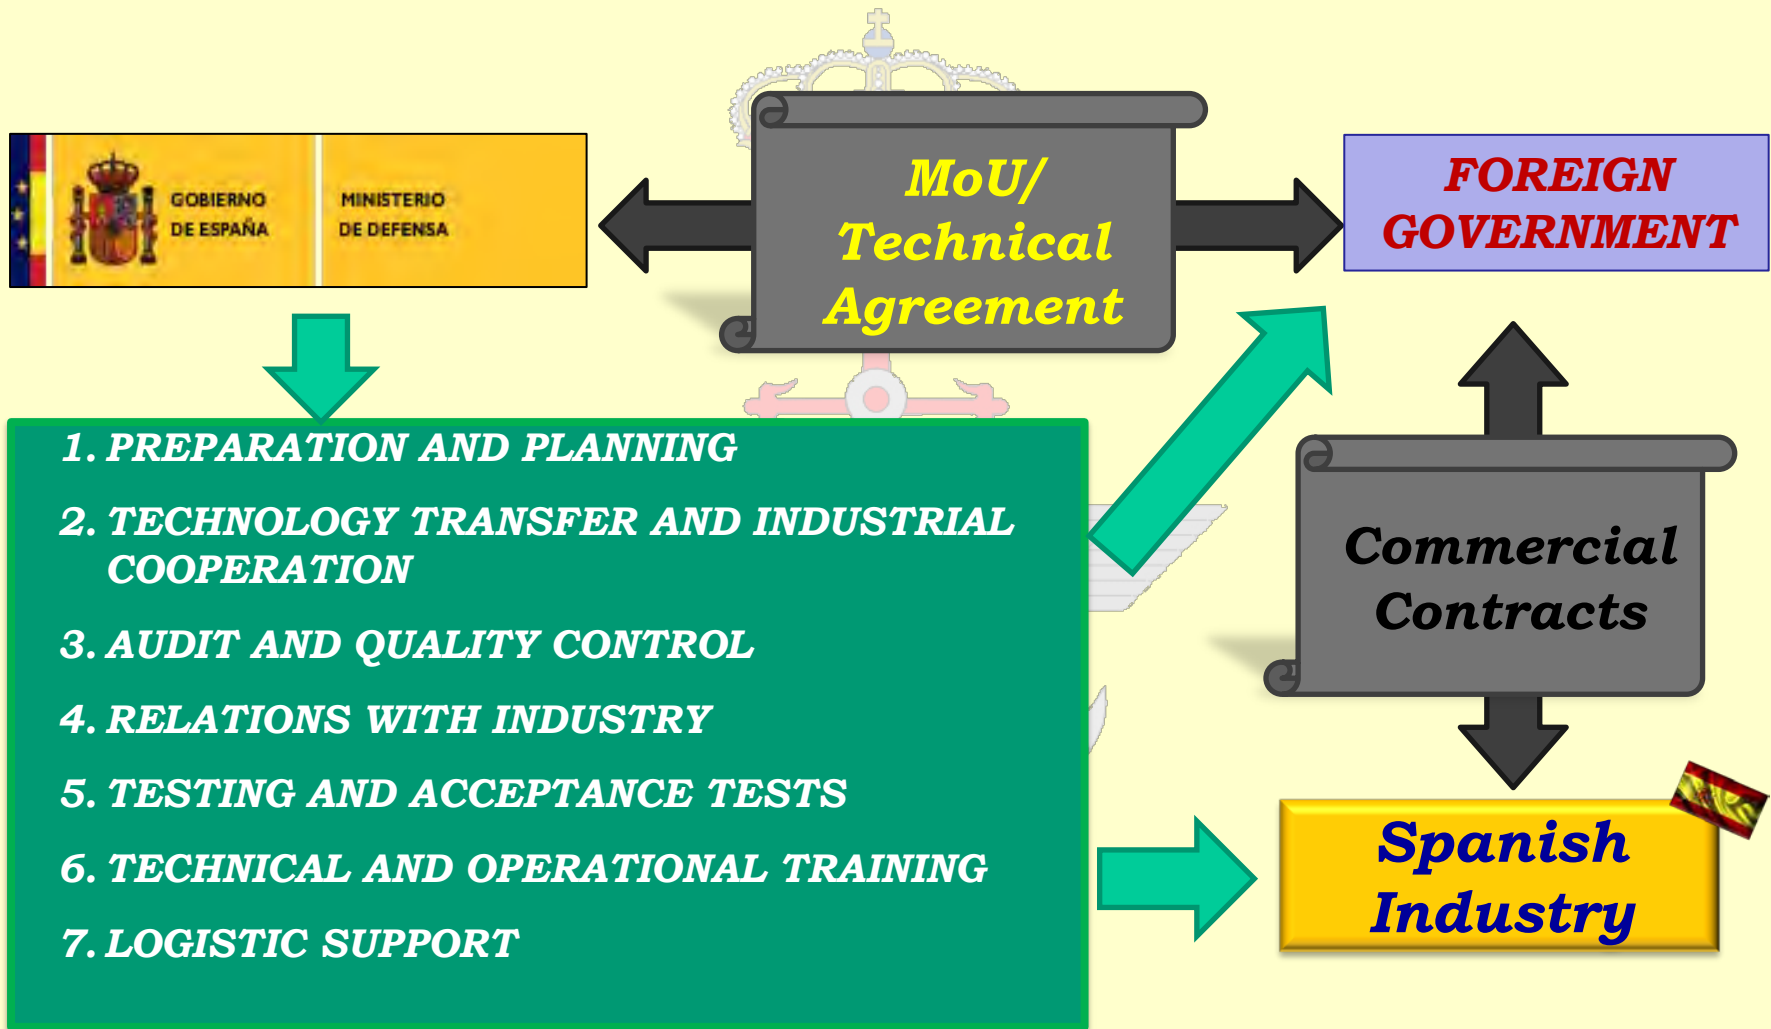 GOBIERNO
DE ESPAÑA
MINISTERIO
DE DEFENSA
MoU/
Technical
Agreement
FOREIGN
GOVERNMENT
1. PREPARATION AND PLANNING
2. TECHNOLOGY TRANSFER AND INDUSTRIAL
COOPERATION
3. AUDIT AND QUALITY CONTROL
4. RELATIONS WITH INDUSTRY
5. TESTING AND ACCEPTANCE TESTS
6. TECHNICAL AND OPERATIONAL TRAINING
7. LOGISTIC SUPPORT
Commercial
Contracts
Spanish
Industry